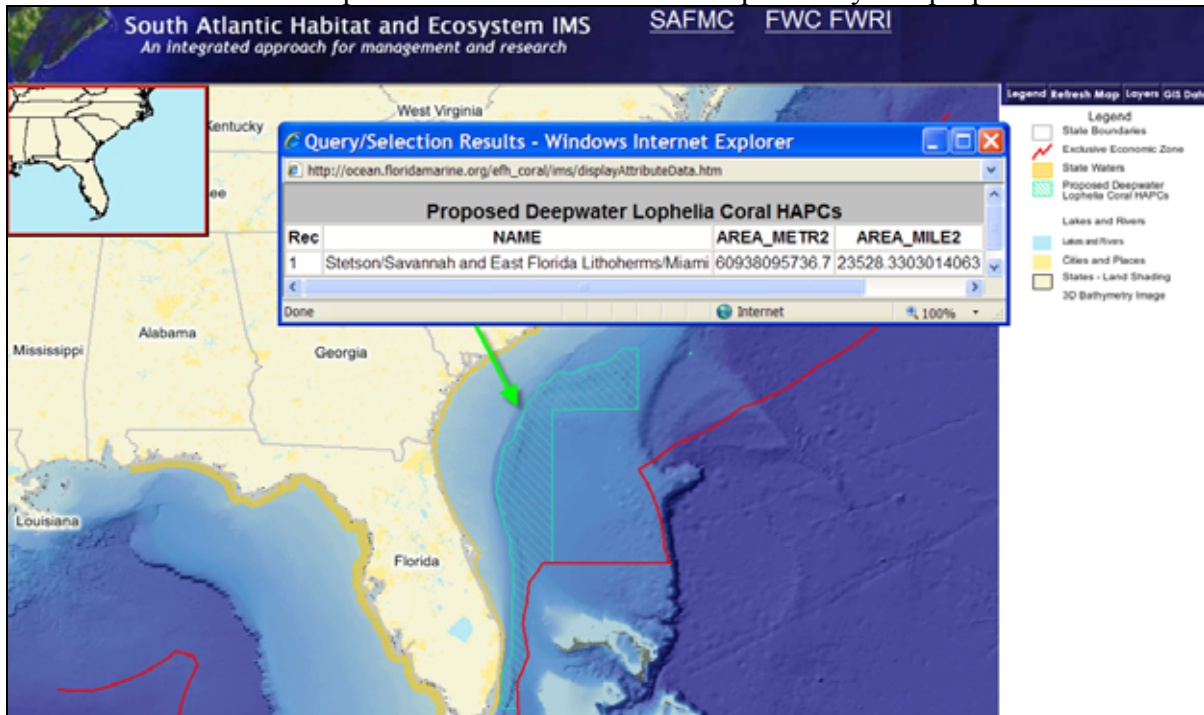 South Atlantic Habitat and Ecosystem IMS
An integrated approach for management and research
SAFMC FWC FWRI
West Virginia
Kentucky
Query/Selection Results - Windows Internet Explorer
http://ocean.floridamarine.org/efh_coral/ims/displayAttributeData.htm
Proposed Deepwater Lophelia Coral HAPCs
Rec NAME AREA_METR2 AREA_MILE2
1 Stetson/Savannah and East Florida Lithoherms/Miami 60938095736.7 23528.3303014063
Done Internet 100%
ee
Alabama
Mississippi
Georgia
Louisiana
Florida
Legend Refresh Map Layers GIS Data
Legend
State Boundaries
Exclusive Economic Zone
State Waters
Proposed Deepwater
Lophelia Coral HAPCs
Lakes and Rivers
Lakes and Rivers
Cities and Places
States - Land Shading
3D Bathymetry Image